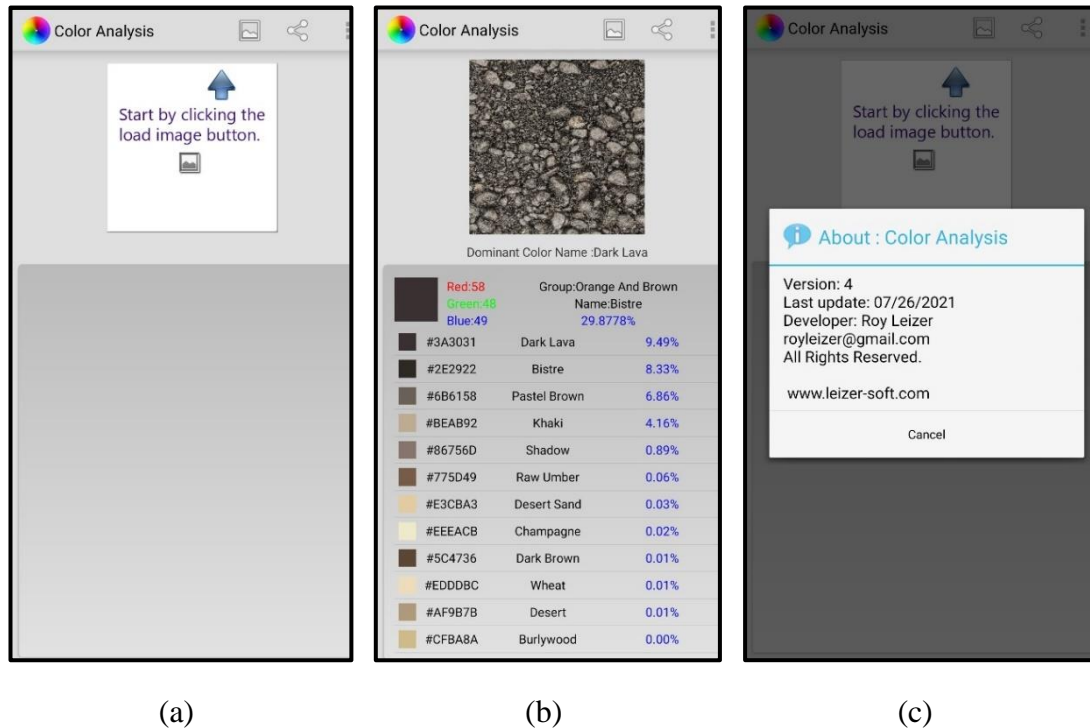 Color Analysis
Start by clicking the
load image button.
Color Analysis
Dominant Color Name :Dark Lava
Red:58 Group:Orange And Brown
Green:48 Name:Bistre
Blue:49 29.8778%
#3A3031 Dark Lava 9.49%
#2E2922 Bistre 8.33%
#6B6158 Pastel Brown 6.86%
#BEAB92 Khaki 4.16%
#86756D Shadow 0.89%
#775D49 Raw Umber 0.06%
#E3CBA3 Desert Sand 0.03%
#EEEACB Champagne 0.02%
#5C4736 Dark Brown 0.01%
#EDDDBC Wheat 0.01%
#AF9B7B Desert 0.01%
#CFBA8A Burlywood 0.00%
Color Analysis
Start by clicking the
load image button.
About : Color Analysis
Version: 4
Last update: 07/26/2021
Developer: Roy Leizer
royleizer@gmail.com
All Rights Reserved.
www.leizer-soft.com
Cancel
(a) (b) (c)